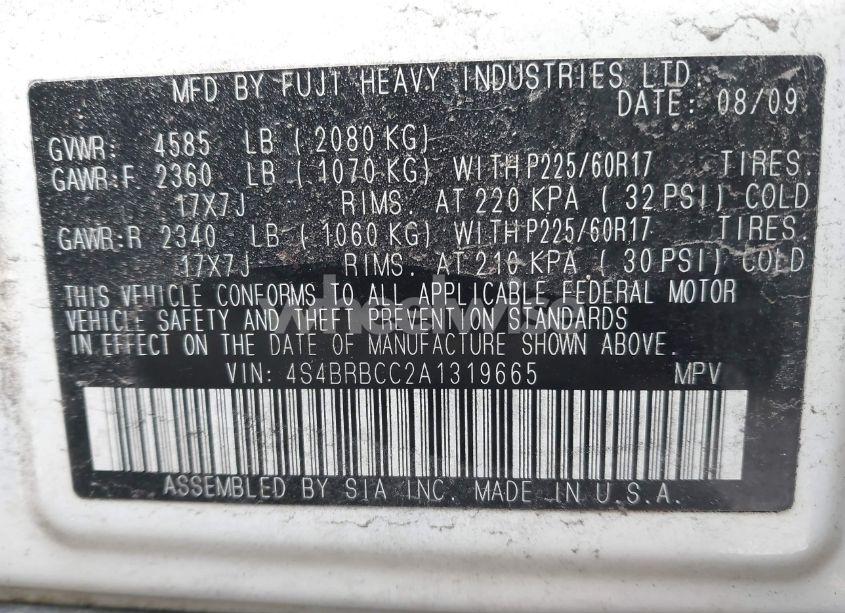 MFD BY FUJI HEAVY INDUSTRIES LTD.
DATE: 08/09
GVWR: 4585 LB ( 2080 KG)
GAWR:F 2360 LB ( 1070 KG) WITH P225/60R17 TIRES.
17X7J RIMS. AT 220 KPA ( 32 PSI) COLD
GAWR:R 2340 LB ( 1060 KG) WITH P225/60R17 TIRES.
17X7J RIMS. AT 210 KPA ( 30 PSI) COLD
THIS VEHICLE CONFORMS TO ALL APPLICABLE FEDERAL MOTOR
VEHICLE SAFETY AND THEFT PREVENTION STANDARDS
IN EFFECT ON THE DATE OF MANUFACTURE SHOWN ABOVE.
VIN: 4S4BRBCC2A1319665 MPV
ASSEMBLED BY SIA INC. MADE IN U.S.A.